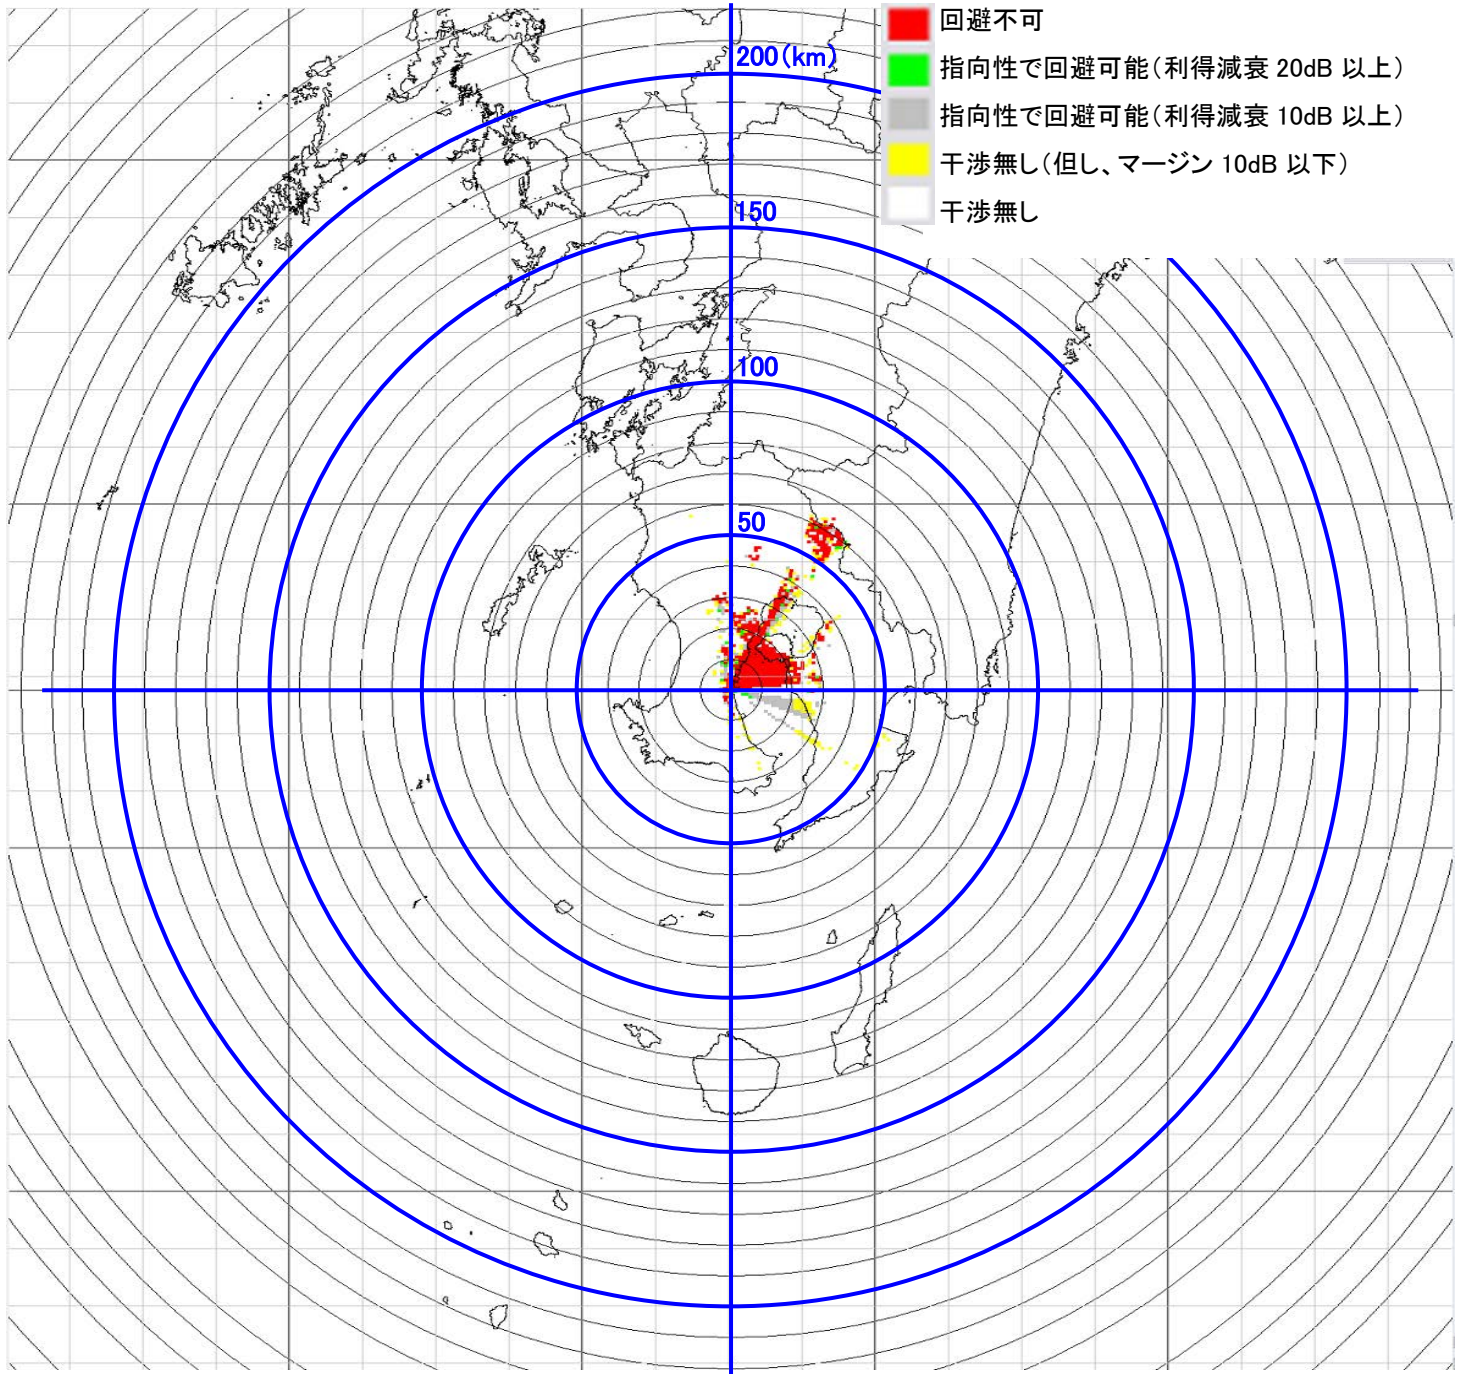 回避不可
200(km)
指向性で回避可能(利得減衰 20dB 以上)
指向性で回避可能(利得減衰 10dB 以上)
干渉無し(但し、マージン 10dB 以下)
干渉無し
150
100
50